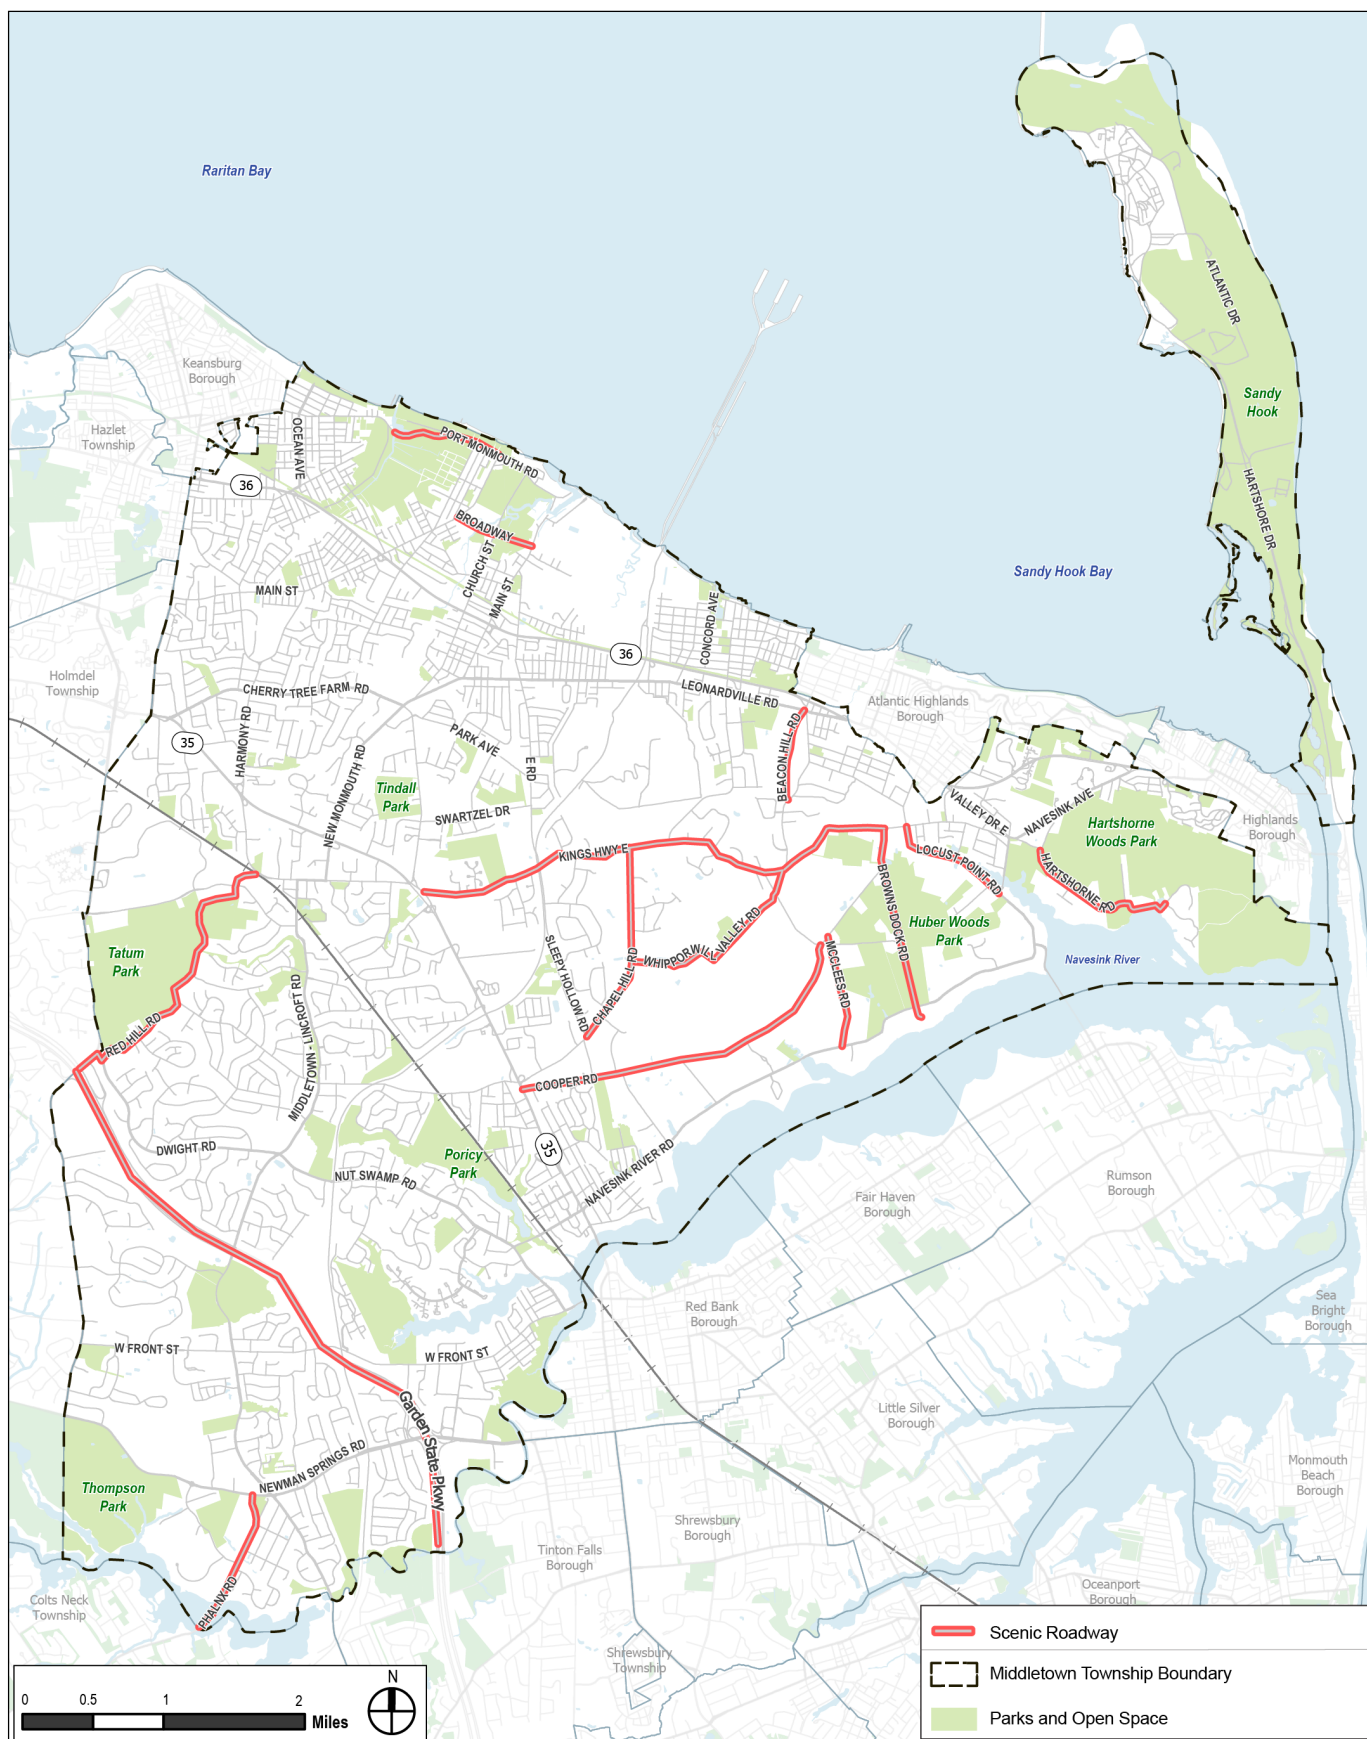 Raritan Bay
ATLANTIC DR
Keansburg
Borough
Sandy
Hook
Hazlet
Township
OCEAN AVE
PORT MONMOUTH RD
36
HARTSHORE DR
BROADWAY
CHURCH ST
Sandy Hook Bay
MAIN ST
MAIN ST
CONCORD AVE
36
Holmdel
Township
CHERRY TREE FARM RD
LEONARDVILLE RD
Atlantic Highlands
Borough
HARMONY RD
35
PARK AVE
E RD
BEACON HILL RD
NEW MONMOUTH RD
Tindall
Park
SWARTZEL DR
VALLEY DR E
NAVESINK AVE
Hartshorne
Woods Park
Highlands
Borough
KINGS HWY E
LOCUST POINT RD
HARTSHORNE RD
BROWNS DOCK RD
Huber Woods
Park
Tatum
Park
WHIPPORWILL VALLEY RD
SLEEPY HOLLOW RD
CHAPEL HILL RD
MCCLEES RD
Navesink River
RED HILL RD
MIDDLETOWN - LINCROFT RD
COOPER RD
DWIGHT RD
Poricy
Park
35
NUT SWAMP RD
NAVESINK RIVER RD
Fair Haven
Borough
Rumson
Borough
Red Bank
Borough
Sea
Bright
Borough
W FRONT ST
W FRONT ST
Garden State Pkwy
Little Silver
Borough
NEWMAN SPRINGS RD
Thompson
Park
Monmouth
Beach
Borough
Shrewsbury
Borough
Tinton Falls
Borough
PHALNX RD
Colts Neck
Township
Oceanport
Borough
Shrewsbury
Township
Scenic Roadway
Middletown Township Boundary
Parks and Open Space
N
0 0.5 1 2
Miles